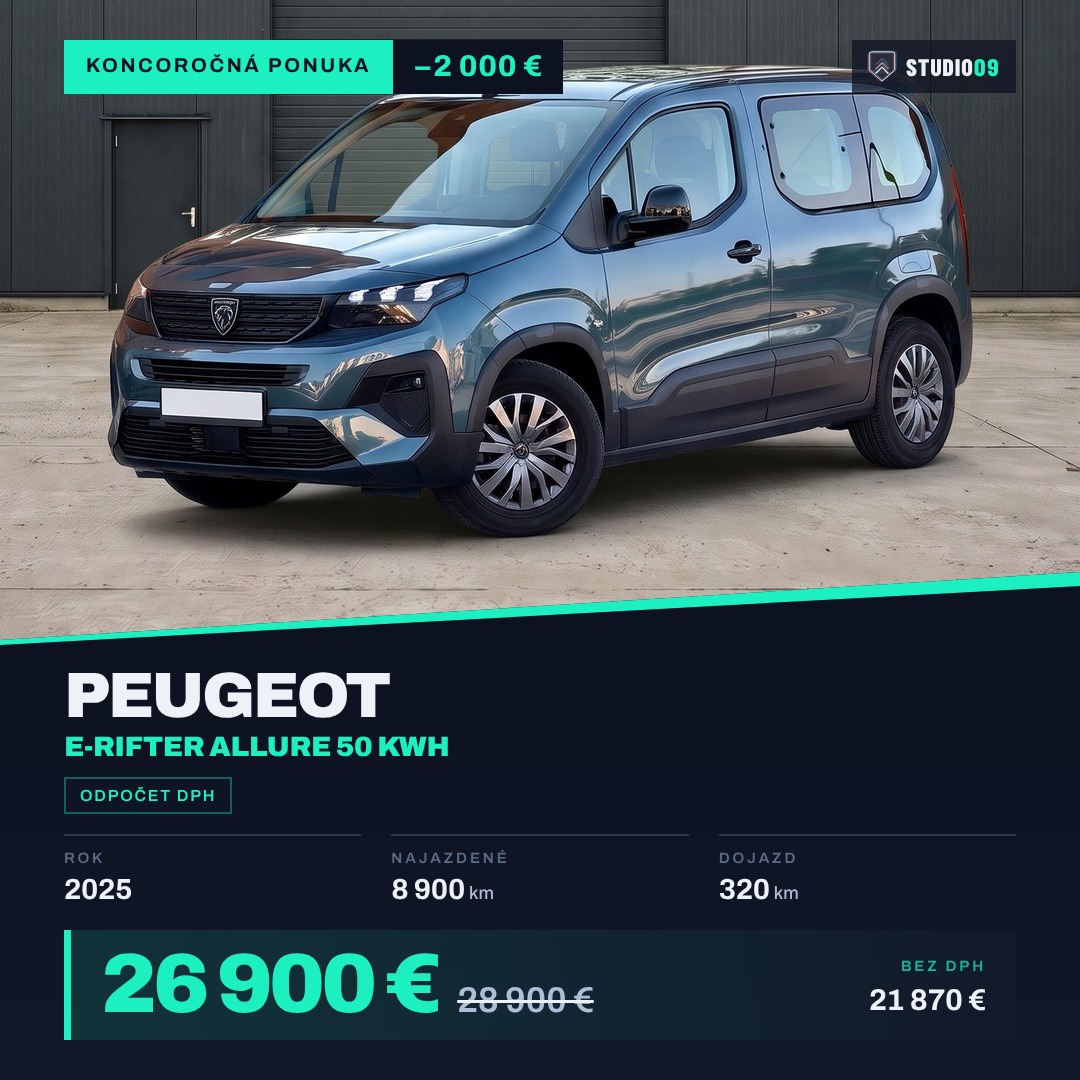 KONCOROČNÁ PONUKA −2 000 €
STUDIO09
PEUGEOT
E-RIFTER ALLURE 50 KWH
ODPOČET DPH
ROK NAJAZDENÉ DOJAZD
2025 8 900 km 320 km
26 900 € 28 900 €
BEZ DPH
21 870 €